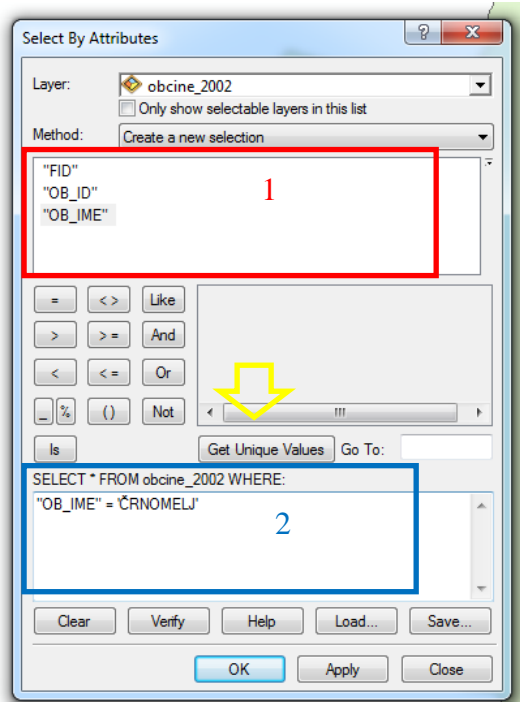 Select By Attributes
Layer: obcine_2002
Only show selectable layers in this list
Method: Create a new selection
"FID"
"OB_ID"
"OB_IME"
1
= < > Like
> > = And
< < = Or
_ % () Not
Is Get Unique Values Go To:
SELECT * FROM obcine_2002 WHERE:
"OB_IME" = 'ČRNOMELJ'
2
Clear Verify Help Load... Save...
OK Apply Close